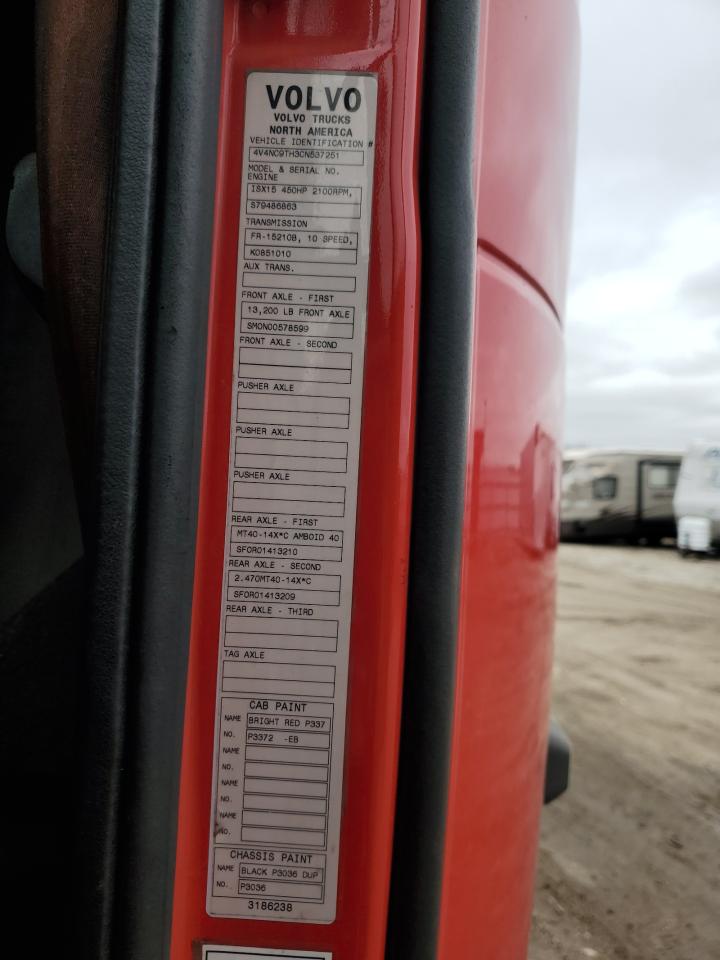 VOLVO
VOLVO TRUCKS
NORTH AMERICA
VEHICLE IDENTIFICATION #
4V4NC9TH3CN537251
MODEL & SERIAL NO.
ENGINE
ISX15 450HP 2100RPM,
S79486863
TRANSMISSION
FR-15210B, 10 SPEED,
K0851010
AUX TRANS.
FRONT AXLE - FIRST
13,200 LB FRONT AXLE
SMON00578599
FRONT AXLE - SECOND
PUSHER AXLE
PUSHER AXLE
PUSHER AXLE
REAR AXLE - FIRST
MT40-14X*C AMBOID 40
SFOR01413210
REAR AXLE - SECOND
2.470MT40-14X*C
SFOR01413209
REAR AXLE - THIRD
TAG AXLE
CAB PAINT
NAME BRIGHT RED P337
NO. P3372 -EB
NAME
NO.
NAME
NO.
NAME
NO.
CHASSIS PAINT
NAME BLACK P3036 DUP
NO. P3036
3186238